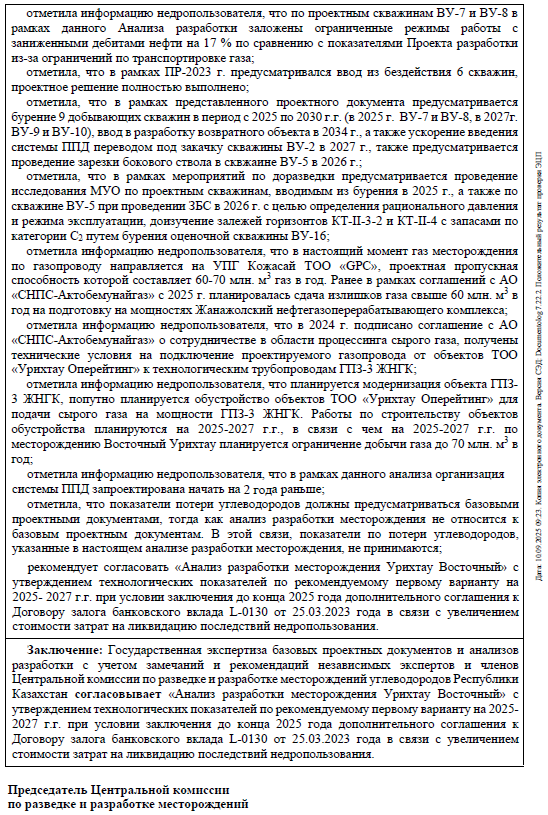 отметила информацию недропользователя, что по проектным скважинам ВУ-7 и ВУ-8 в
рамках данного Анализа разработки заложены ограниченные режимы работы с
заниженными дебитами нефти на 17 % по сравнению с показателями Проекта разработки
из-за ограничений по транспортировке газа;
отметила, что в рамках ПР-2023 г. предусматривался ввод из бездействия 6 скважин,
проектное решение полностью выполнено;
отметила, что в рамках представленного проектного документа предусматривается
бурение 9 добывающих скважин в период с 2025 по 2030 г.г. (в 2025 г. ВУ-7 и ВУ-8, в 2027г.
ВУ-9 и ВУ-10), ввод в разработку возвратного объекта в 2034 г., а также ускорение введения
системы ППД переводом под закачку скважины ВУ-2 в 2027 г., также предусматривается
проведение зарезки бокового ствола в сквжаине ВУ-5 в 2026 г.;
отметила, что в рамках мероприятий по доразведки предусматривается проведение
исследования МУО по проектным скважинам, вводимым из бурения в 2025 г., а также по
скважине ВУ-5 при проведении ЗБС в 2026 г. с целью определения рационального давления
и режима эксплуатации, доизучение залежей горизонтов КТ-II-3-2 и КТ-II-4 с запасами по
категории С₂ путем бурения оценочной скважины ВУ-16;
отметила информацию недропользователя, что в настоящий момент газ месторождения
по газопроводу направляется на УПГ Кожасай ТОО «GPC», проектная пропускная
способность которой составляет 60-70 млн. м³ газ в год. Ранее в рамках соглашений с АО
«СНПС-Актобемунайгаз» с 2025 г. планировалась сдача излишков газа свыше 60 млн. м³ в
год на подготовку на мощностях Жанажолский нефтегазоперерабатывающего комплекса;
отметила информацию недропользователя, что в 2024 г. подписано соглашение с АО
«СНПС-Актобемунайгаз» о сотрудничестве в области процессинга сырого газа, получены
технические условия на подключение проектируемого газопровода от объектов ТОО
«Урихтау Оперейтинг» к технологическим трубопроводам ГПЗ-3 ЖНГК;
отметила информацию недропользователя, что планируется модернизация объекта ГПЗ-
3 ЖНГК, попутно планируется обустройство объектов ТОО «Урихтау Оперейтинг» для
подачи сырого газа на мощности ГПЗ-3 ЖНГК. Работы по строительству объектов
обустройства планируются на 2025-2027 г.г., в связи с чем на 2025-2027 г.г. по
месторождению Восточный Урихтау планируется ограничение добычи газа до 70 млн. м³ в
год;
отметила информацию недропользователя, что в рамках данного анализа организация
системы ППД запроектирована начать на 2 года раньше;
отметила, что показатели потери углеводородов должны предусматриваться базовыми
проектными документами, тогда как анализ разработки месторождения не относится к
базовым проектным документам. В этой связи, показатели по потери углеводородов,
указанные в настоящем анализе разработки месторождения, не принимаются;
рекомендует согласовать «Анализ разработки месторождения Урихтау Восточный» с
утверждением технологических показателей по рекомендуемому первому варианту на
2025- 2027 г.г. при условии заключения до конца 2025 года дополнительного соглашения к
Договору залога банковского вклада L-0130 от 25.03.2023 года в связи с увеличением
стоимости затрат на ликвидацию последствий недропользования.
Заключение: Государственная экспертиза базовых проектных документов и анализов
разработки с учетом замечаний и рекомендаций независимых экспертов и членов
Центральной комиссии по разведке и разработке месторождений углеводородов Республики
Казахстан согласовывает «Анализ разработки месторождения Урихтау Восточный» с
утверждением технологических показателей по рекомендуемому первому варианту на 2025-
2027 г.г. при условии заключения до конца 2025 года дополнительного соглашения к
Договору залога банковского вклада L-0130 от 25.03.2023 года в связи с увеличением
стоимости затрат на ликвидацию последствий недропользования.
Председатель Центральной комиссии
по разведке и разработке месторождений
Дата: 10.09.2025 09:23. Копия электронного документа. Версия СЭД: Documentolog 7.22.2. Положительный результат проверки ЭЦП